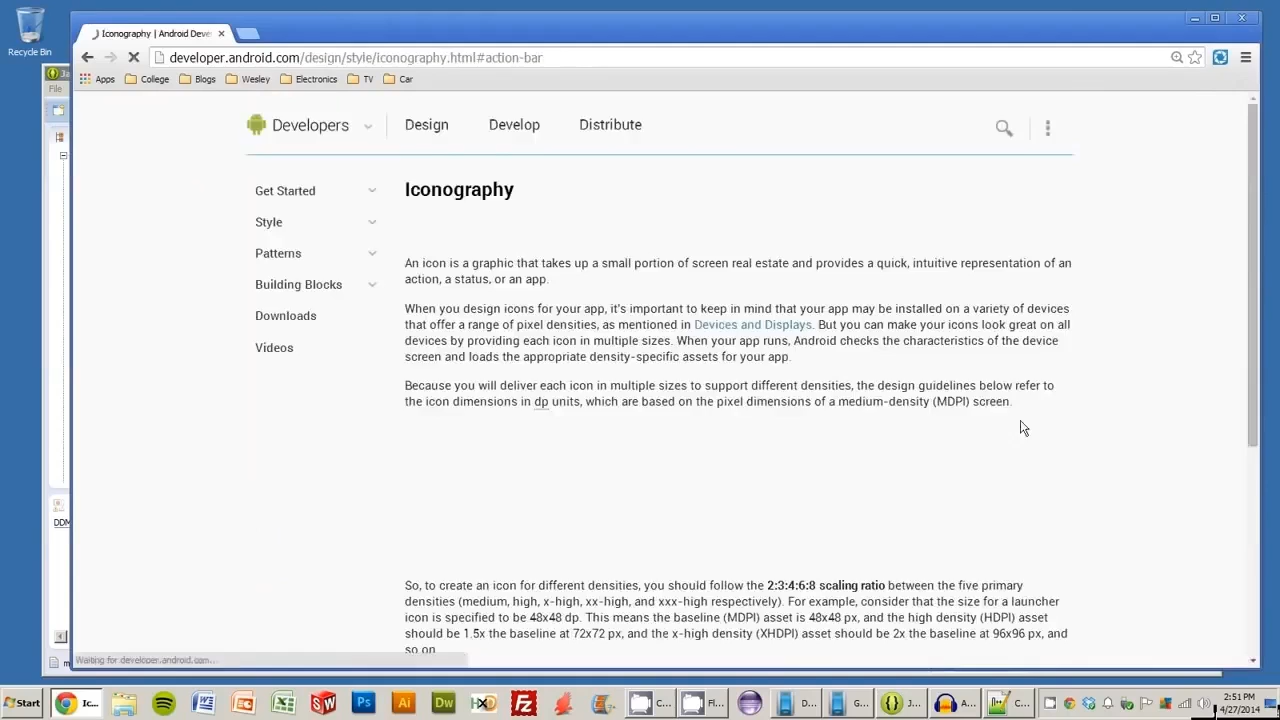 Recycle Bin
Iconography | Android Deve
developer.android.com/design/style/iconography.html#action-bar
Apps College Blogs Wesley Electronics TV Car
File
Developers Design Develop Distribute
Get Started
Style
Patterns
Building Blocks
Downloads
Videos
Iconography
An icon is a graphic that takes up a small portion of screen real estate and provides a quick, intuitive representation of an
action, a status, or an app.
When you design icons for your app, it's important to keep in mind that your app may be installed on a variety of devices
that offer a range of pixel densities, as mentioned in Devices and Displays. But you can make your icons look great on all
devices by providing each icon in multiple sizes. When your app runs, Android checks the characteristics of the device
screen and loads the appropriate density-specific assets for your app.
Because you will deliver each icon in multiple sizes to support different densities, the design guidelines below refer to
the icon dimensions in dp units, which are based on the pixel dimensions of a medium-density (MDPI) screen.
So, to create an icon for different densities, you should follow the 2:3:4:6:8 scaling ratio between the five primary
densities (medium, high, x-high, xx-high, and xxx-high respectively). For example, consider that the size for a launcher
icon is specified to be 48x48 dp. This means the baseline (MDPI) asset is 48x48 px, and the high density (HDPI) asset
should be 1.5x the baseline at 72x72 px, and the x-high density (XHDPI) asset should be 2x the baseline at 96x96 px, and
so on.
DDM
Waiting for developer.android.com...
Start Ic... C... Fi... D... G... J... A... C...
2:51 PM
4/27/2014